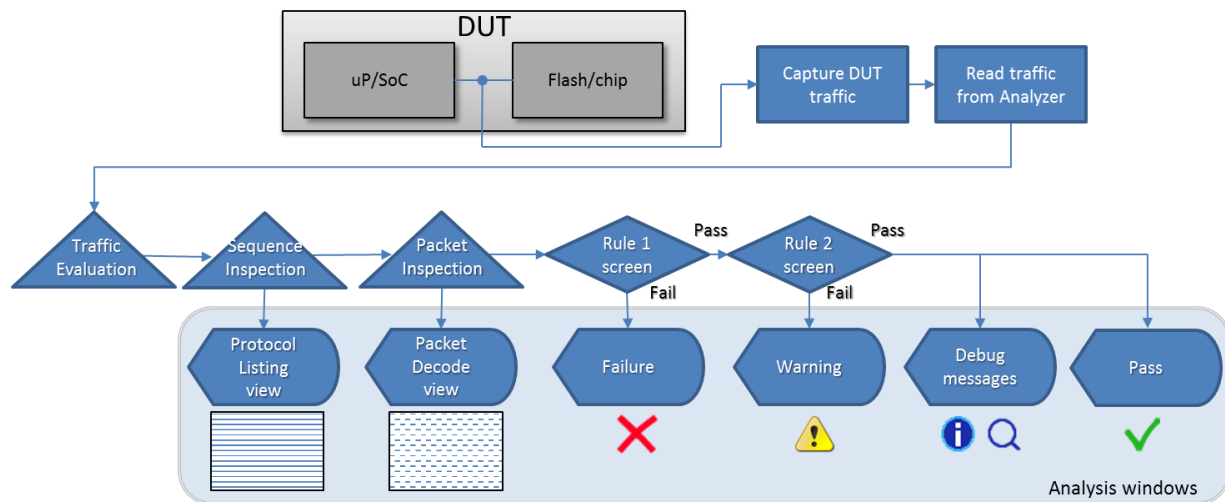 DUT
uP/SoC
Flash/chip
Capture DUT
traffic
Read traffic
from Analyzer
Traffic
Evaluation
Sequence
Inspection
Packet
Inspection
Rule 1
screen
Pass
Fail
Rule 2
screen
Pass
Fail
Protocol
Listing
view
Packet
Decode
view
Failure
Warning
Debug
messages
Pass
Analysis windows